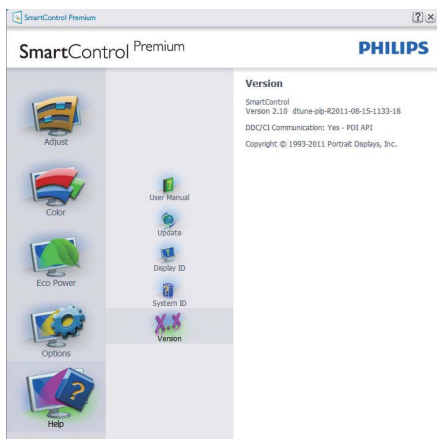 SmartControl Premium
SmartControl Premium
PHILIPS
Adjust
Color
Eco Power
Options
Help
User Manual
Update
Display ID
System ID
Version
Version
SmartControl
Version 2.10 dtune-plp-R2011-08-15-1133-18
DDC/CI Communication: Yes - PDI API
Copyright © 1993-2011 Portrait Displays, Inc.